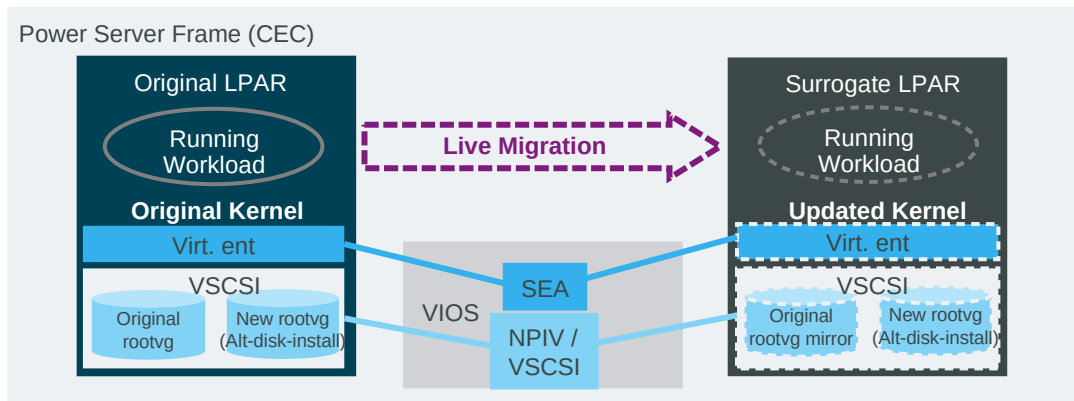 Power Server Frame (CEC)
Original LPAR
Running
Workload
Original Kernel
Virt. ent
VSCSI
Original
rootvg
New rootvg
(Alt-disk-install)
Live Migration
VIOS
SEA
NPIV /
VSCSI
Surrogate LPAR
Running
Workload
Updated Kernel
Virt. ent
VSCSI
Original
rootvg mirror
New rootvg
(Alt-disk-install)